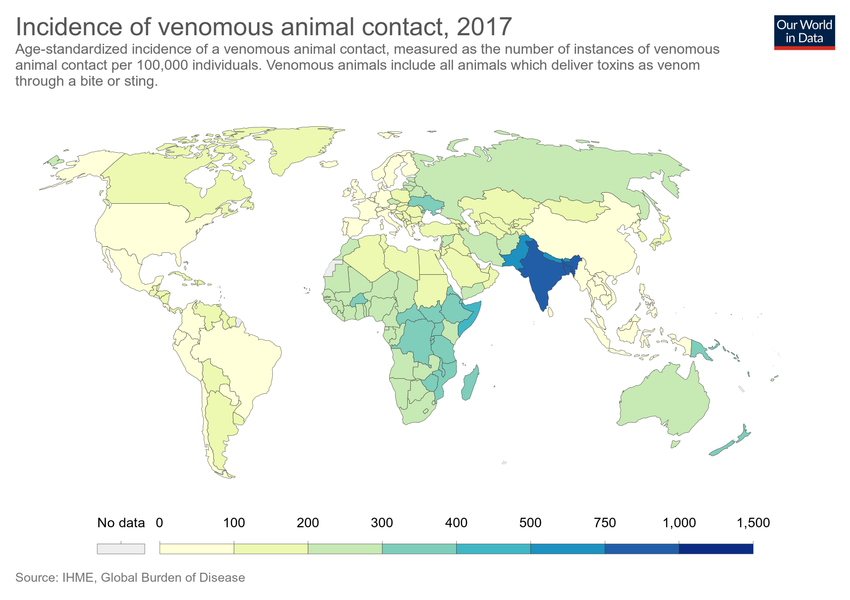 Incidence of venomous animal contact, 2017
Our World
in Data
Age-standardized incidence of a venomous animal contact, measured as the number of instances of venomous
animal contact per 100,000 individuals. Venomous animals include all animals which deliver toxins as venom
through a bite or sting.
No data 0 100 200 300 400 500 750 1,000 1,500
Source: IHME, Global Burden of Disease